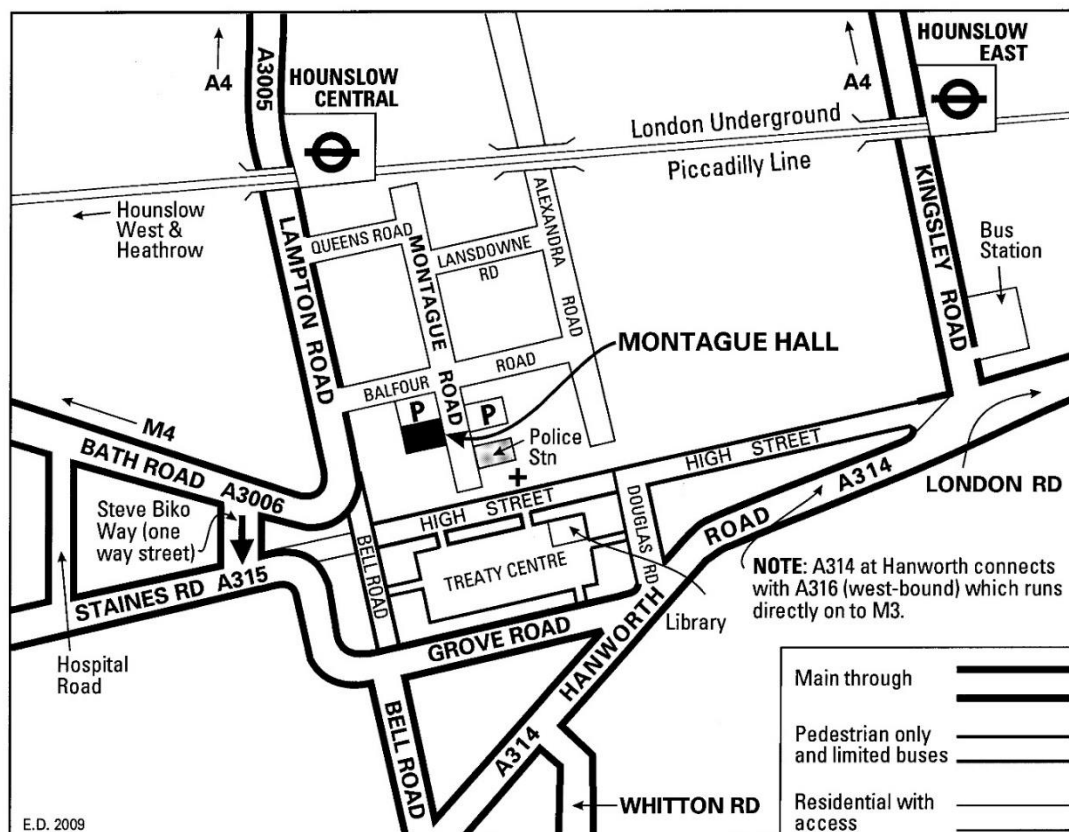 A4
A3005
HOUNSLOW
CENTRAL
A4
HOUNSLOW
EAST
London Underground
Piccadilly Line
Hounslow
West &
Heathrow
LAMPTON ROAD
QUEENS ROAD
MONTAGUE
ROAD
LANSDOWNE
RD
ALEXANDRA
ROAD
KINGSLEY ROAD
Bus
Station
MONTAGUE HALL
BALFOUR
ROAD
P
P
Police
Stn
+
M4
BATH ROAD A3006
Steve Biko
Way (one
way street)
STAINES RD A315
Hospital
Road
HIGH STREET
HIGH STREET
BELL ROAD
TREATY CENTRE
DOUGLAS RD
Library
GROVE ROAD
HANWORTH
ROAD
A314
LONDON RD
NOTE: A314 at Hanworth connects
with A316 (west-bound) which runs
directly on to M3.
BELL ROAD
A314
WHITTON RD
Main through
Pedestrian only
and limited buses
Residential with
access
E.D. 2009